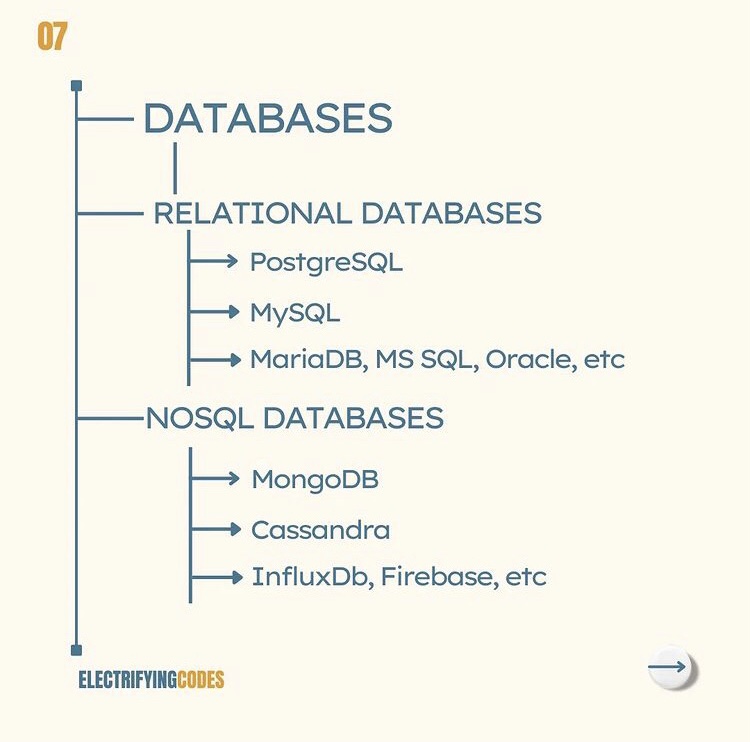 07
DATABASES
RELATIONAL DATABASES
PostgreSQL
MySQL
MariaDB, MS SQL, Oracle, etc
NOSQL DATABASES
MongoDB
Cassandra
InfluxDb, Firebase, etc
ELECTRIFYINGCODES